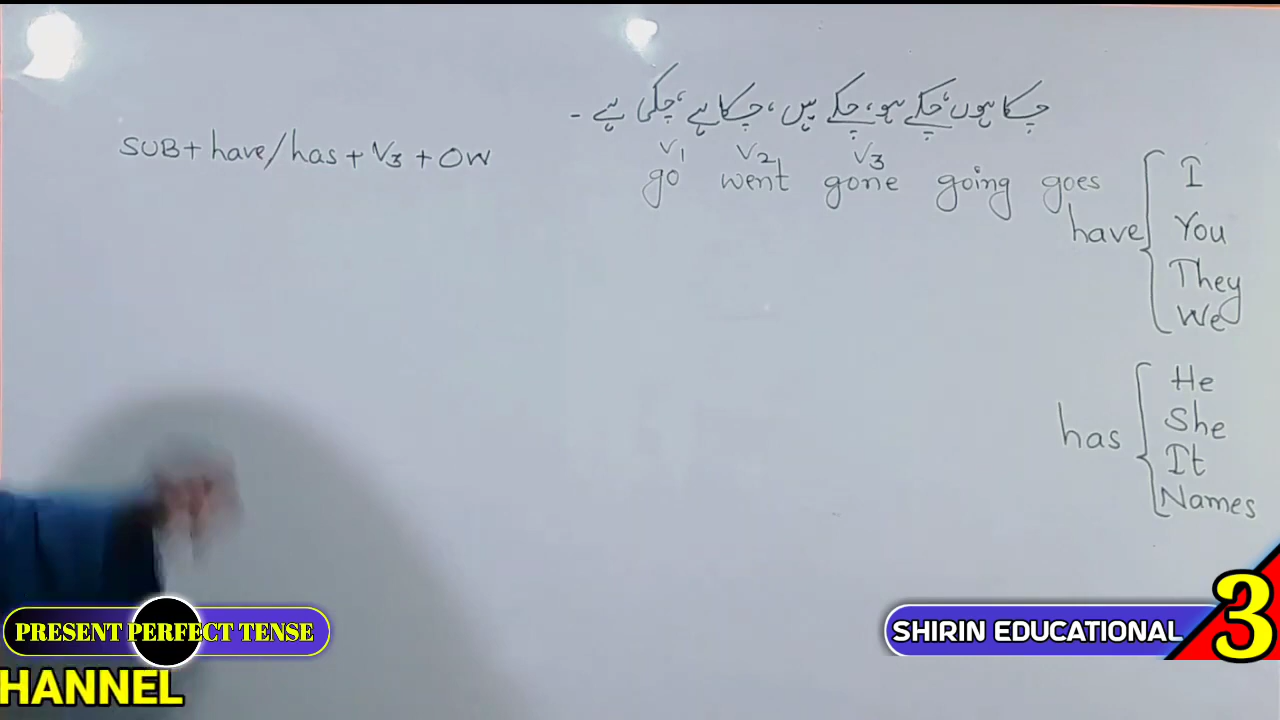 چکا ہوں، چکے ہو، چکے ہیں، چکا ہے، چکی ہے ۔
SUB + have/has + V3 + OW
V1 V2 V3
go went gone going goes
have
I
You
They
We
has
He
She
It
Names
PRESENT PERFECT TENSE
SHIRIN EDUCATIONAL
3
HANNEL